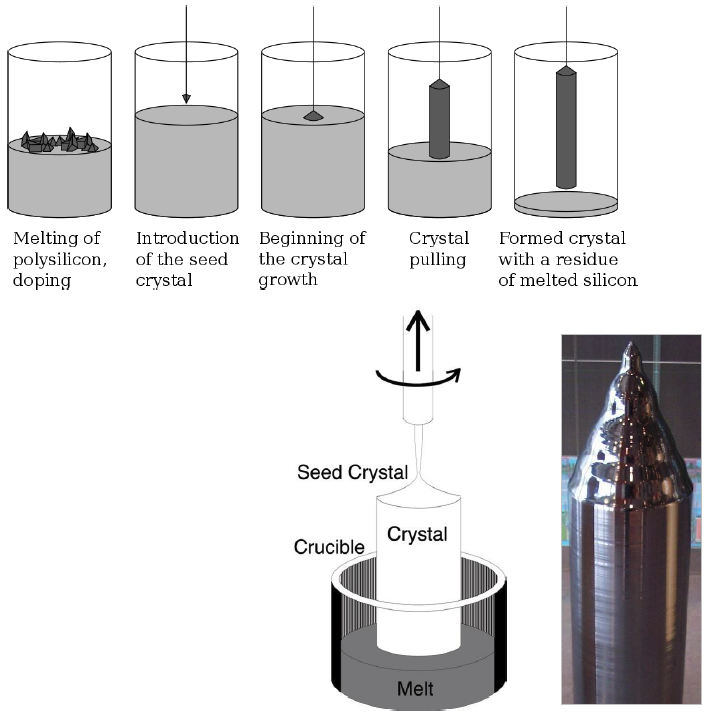 Melting of
polysilicon,
doping
Introduction
of the seed
crystal
Beginning of
the crystal
growth
Crystal
pulling
Formed crystal
with a residue
of melted silicon
Seed Crystal
Crystal
Crucible
Melt